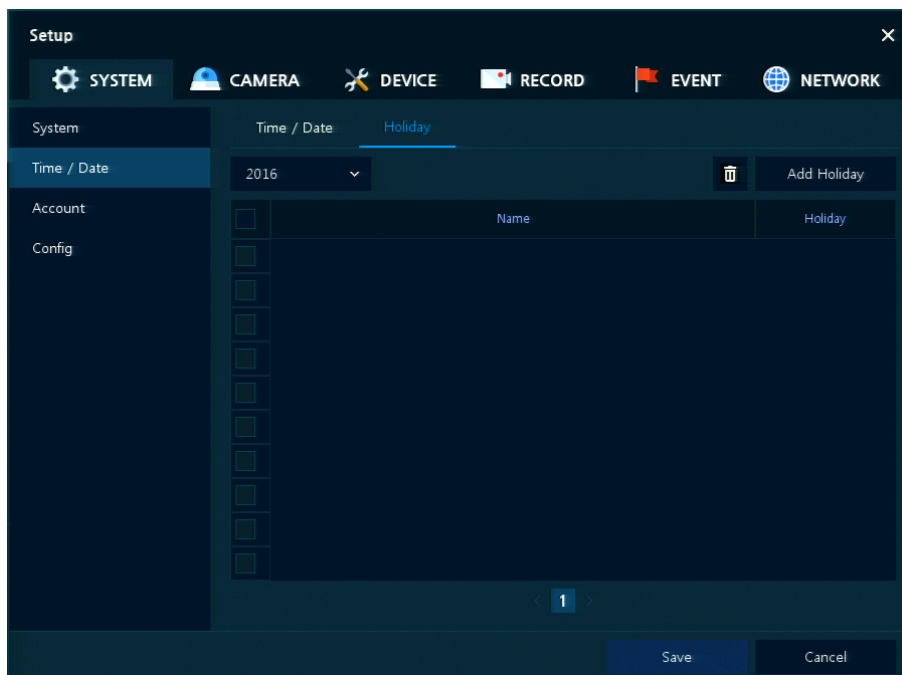 Setup
SYSTEM CAMERA DEVICE RECORD EVENT NETWORK
System
Time / Date
Account
Config
Time / Date Holiday
2016 Add Holiday
Name Holiday
1
Save Cancel